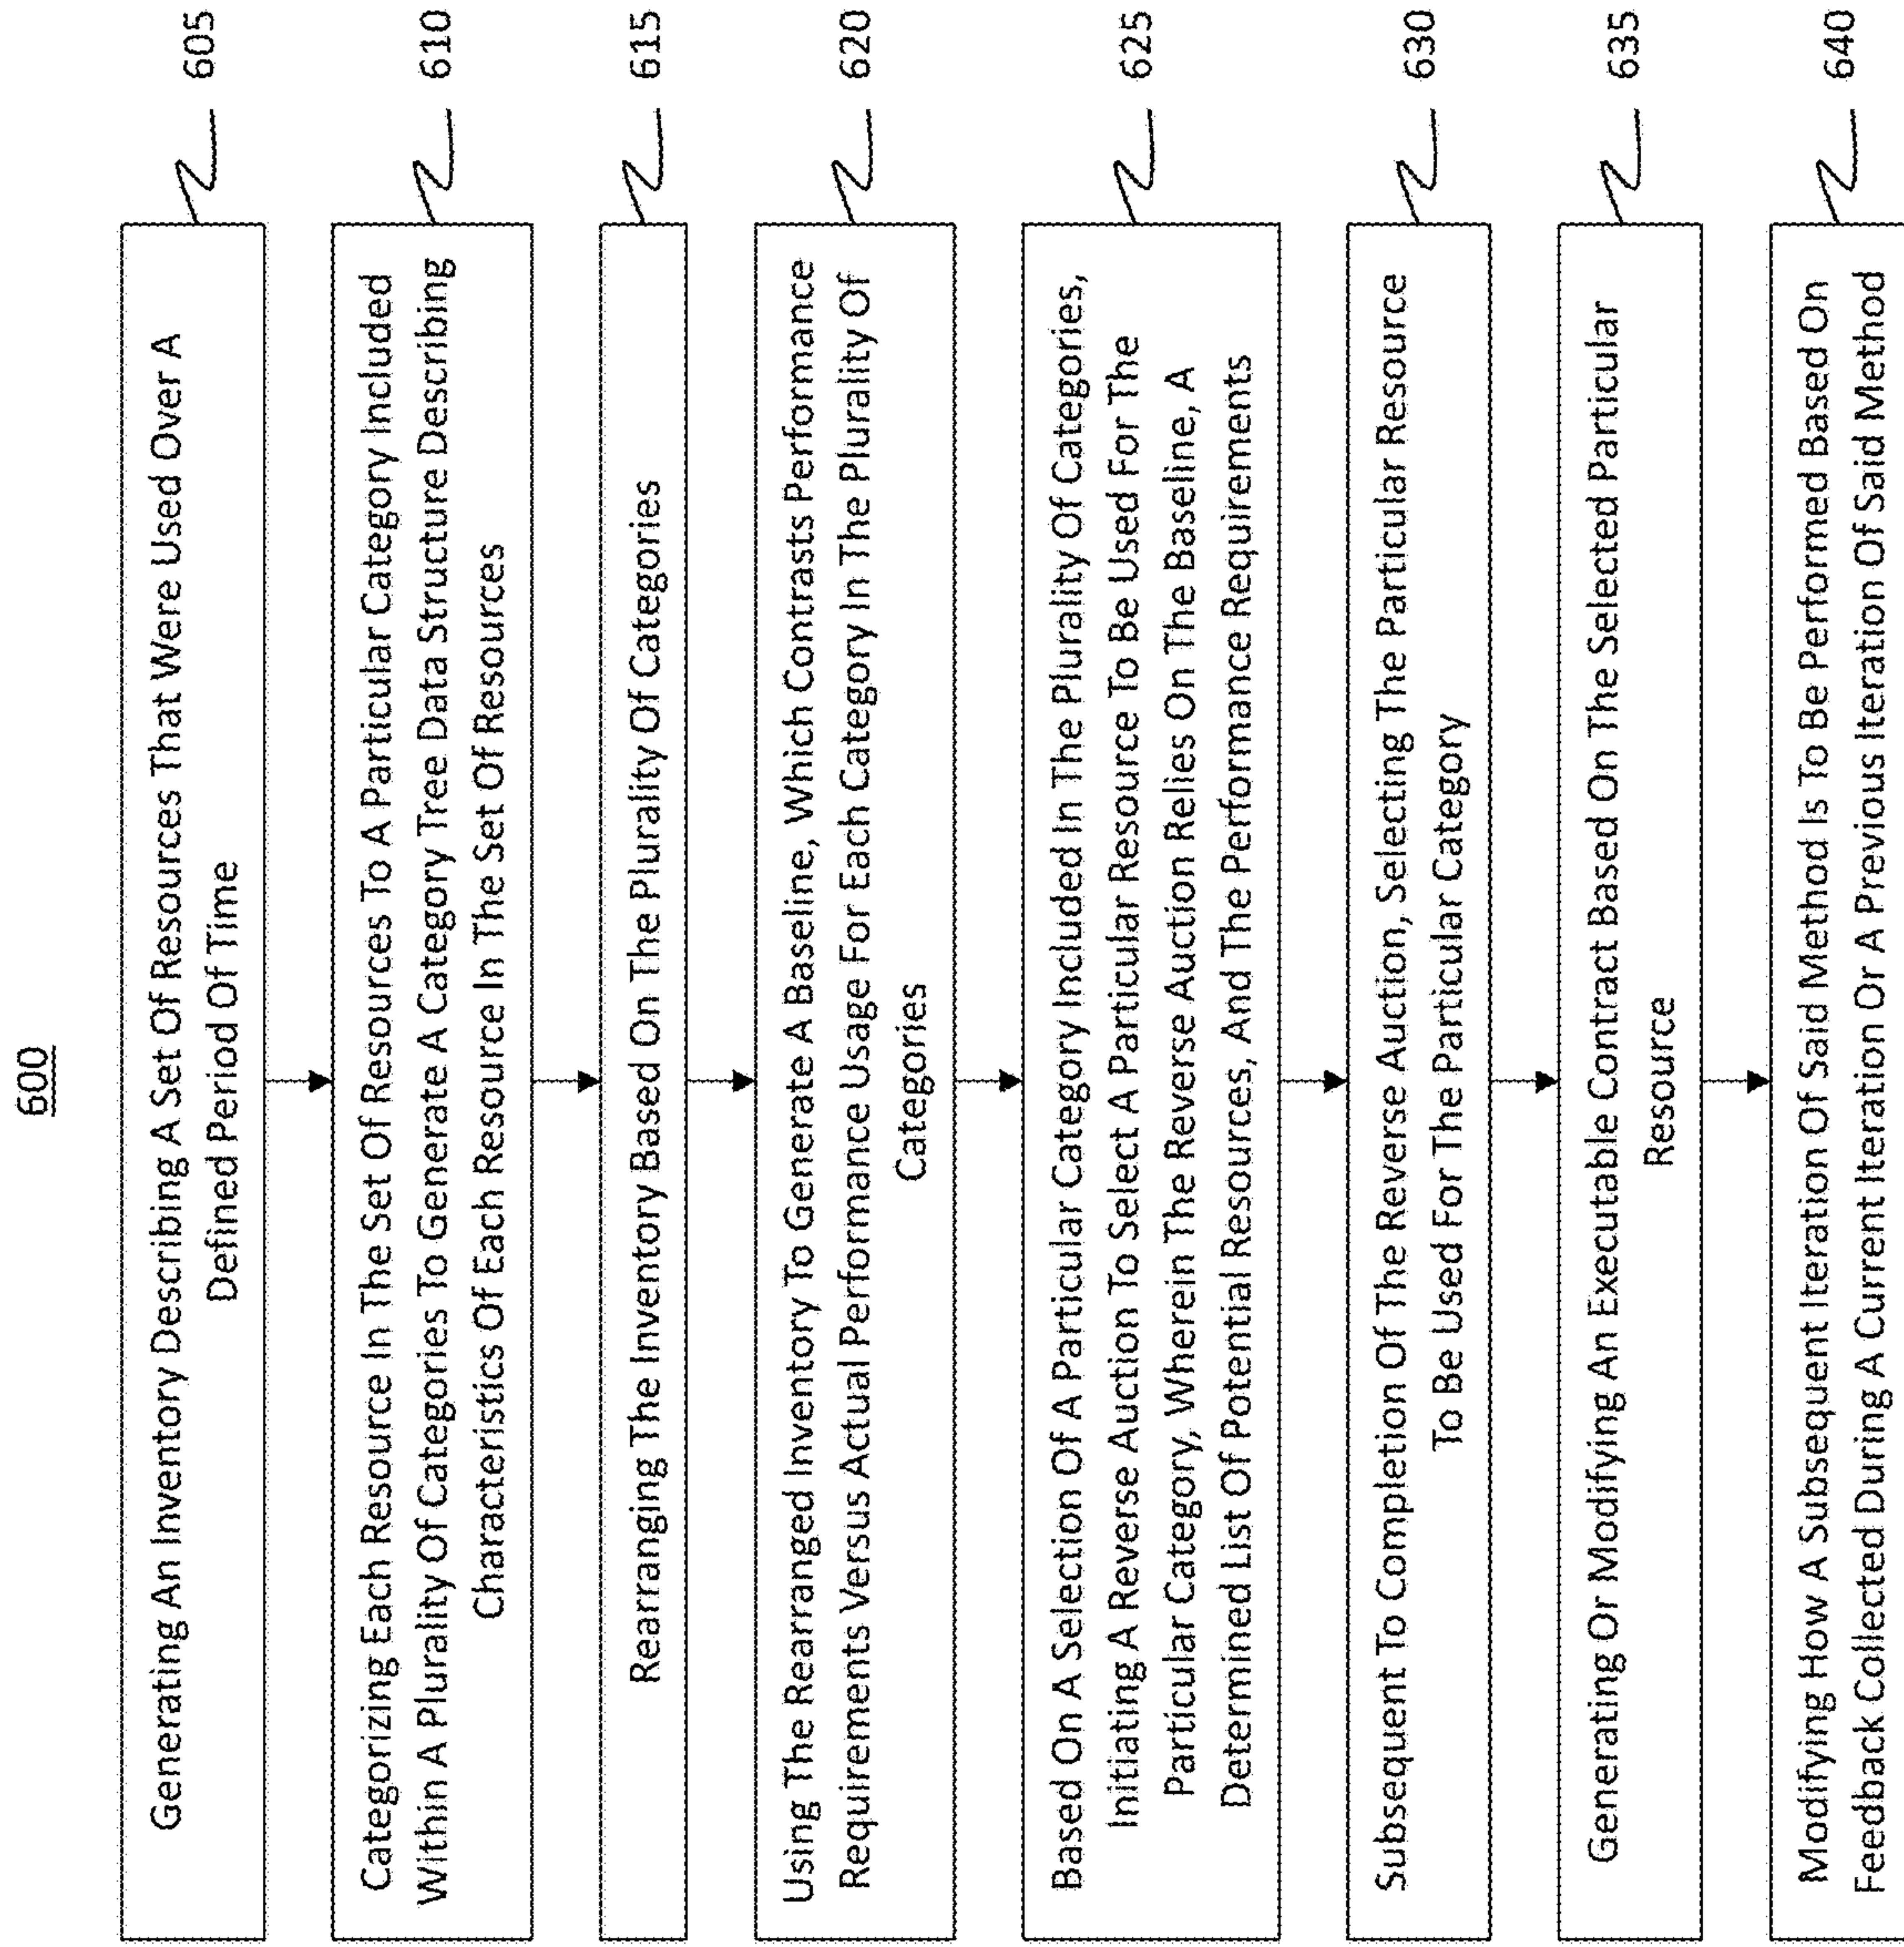 600
Generating An Inventory Describing A Set Of Resources That Were Used Over A
Defined Period Of Time
605
Categorizing Each Resource In The Set Of Resources To A Particular Category Included
Within A Plurality Of Categories To Generate A Category Tree Data Structure Describing
Characteristics Of Each Resource In The Set Of Resources
610
Rearranging The Inventory Based On The Plurality Of Categories
615
Using The Rearranged Inventory To Generate A Baseline, Which Contrasts Performance
Requirements Versus Actual Performance Usage For Each Category In The Plurality Of
Categories
620
Based On A Selection Of A Particular Category Included In The Plurality Of Categories,
Initiating A Reverse Auction To Select A Particular Resource To Be Used For The
Particular Category, Wherein The Reverse Auction Relies On The Baseline, A
Determined List Of Potential Resources, And The Performance Requirements
625
Subsequent To Completion Of The Reverse Auction, Selecting The Particular Resource
To Be Used For The Particular Category
630
Generating Or Modifying An Executable Contract Based On The Selected Particular
Resource
635
Modifying How A Subsequent Iteration Of Said Method Is To Be Performed Based On
Feedback Collected During A Current Iteration Or A Previous Iteration Of Said Method
640